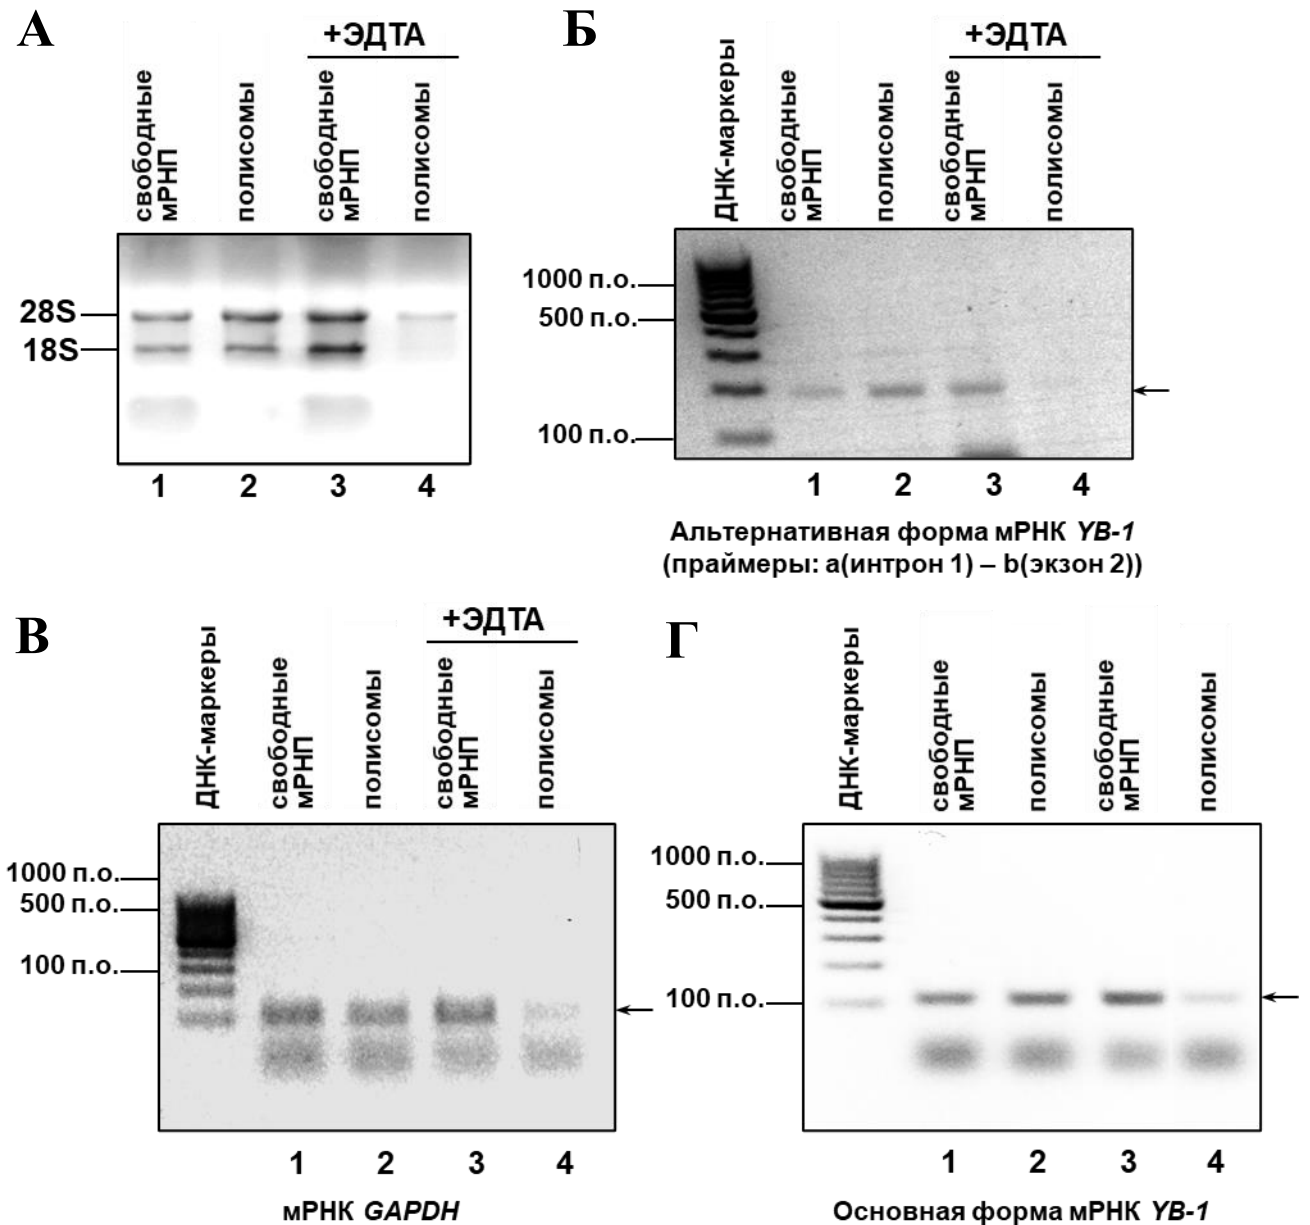 А
+ЭДТА
свободные
мРНП
полисомы
свободные
мРНП
полисомы
28S
18S
1 2 3 4
Б
+ЭДТА
ДНК-маркеры
свободные
мРНП
полисомы
свободные
мРНП
полисомы
1000 п.о.
500 п.о.
100 п.о.
1 2 3 4
Альтернативная форма мРНК YB-1
(праймеры: a(интрон 1) – b(экзон 2))
В
+ЭДТА
ДНК-маркеры
свободные
мРНП
полисомы
свободные
мРНП
полисомы
1000 п.о.
500 п.о.
100 п.о.
1 2 3 4
мРНК GAPDH
Г
ДНК-маркеры
свободные
мРНП
полисомы
свободные
мРНП
полисомы
1000 п.о.
500 п.о.
100 п.о.
1 2 3 4
Основная форма мРНК YB-1